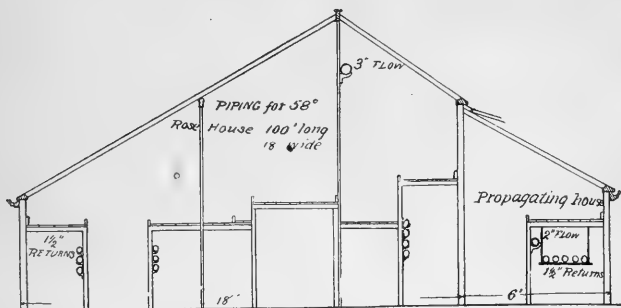 3" FLOW
PIPING for 58°
Rose House 100' long
18 wide
Propagating house
1½" RETURNS
2" FLOW
1½" Returns
18'
6'